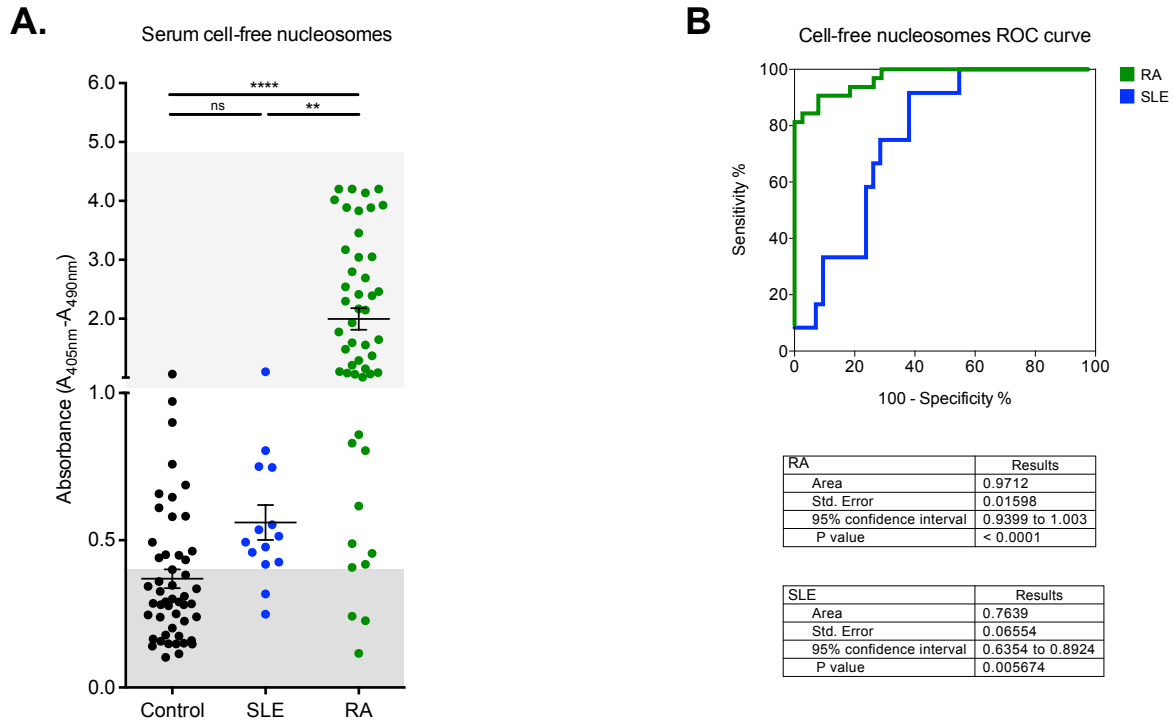 A.
Serum cell-free nucleosomes
6.0
5.0
4.0
3.0
2.0
1.0
0.5
0.0
Absorbance (A405nm-A490nm)
****
ns
**
Control
SLE
RA
B
Cell-free nucleosomes ROC curve
RA
SLE
100
80
60
40
20
0
Sensitivity %
0 20 40 60 80 100
100 - Specificity %
RA Results
Area 0.9712
Std. Error 0.01598
95% confidence interval 0.9399 to 1.003
P value < 0.0001
SLE Results
Area 0.7639
Std. Error 0.06554
95% confidence interval 0.6354 to 0.8924
P value 0.005674